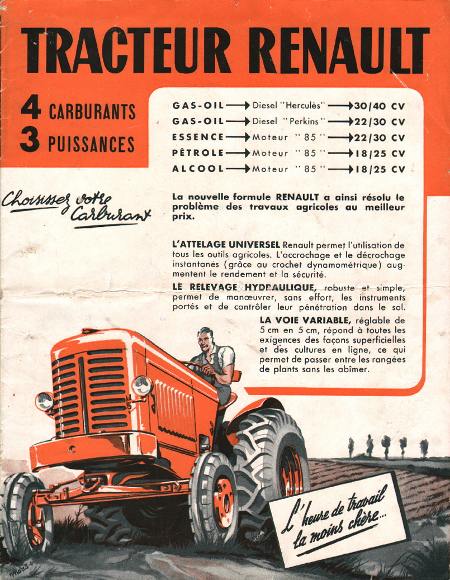 TRACTEUR RENAULT
4 CARBURANTS
3 PUISSANCES
GAS-OIL → Diesel "Herculès" → 30/40 CV
GAS-OIL → Diesel "Perkins" → 22/30 CV
ESSENCE → Moteur "85" → 22/30 CV
PÉTROLE → Moteur "85" → 18/25 CV
ALCOOL → Moteur "85" → 18/25 CV
Choisissez votre
Carburant
La nouvelle formule RENAULT a ainsi résolu le
problème des travaux agricoles au meilleur
prix.
L'ATTELAGE UNIVERSEL Renault permet l'utilisation de
tous les outils agricoles. L'accrochage et le décrochage
instantanés (grâce au crochet dynamométrique) aug-
mentent le rendement et la sécurité.
LE RELEVAGE HYDRAULIQUE, robuste et simple,
permet de manœuvrer, sans effort, les instruments
portés et de contrôler leur pénétration dans le sol.
LA VOIE VARIABLE, réglable de
5 cm en 5 cm, répond à toutes les
exigences des façons superficielles
et des cultures en ligne, ce qui
permet de passer entre les rangées
de plants sans les abîmer.
L'heure de travail
la moins chère...